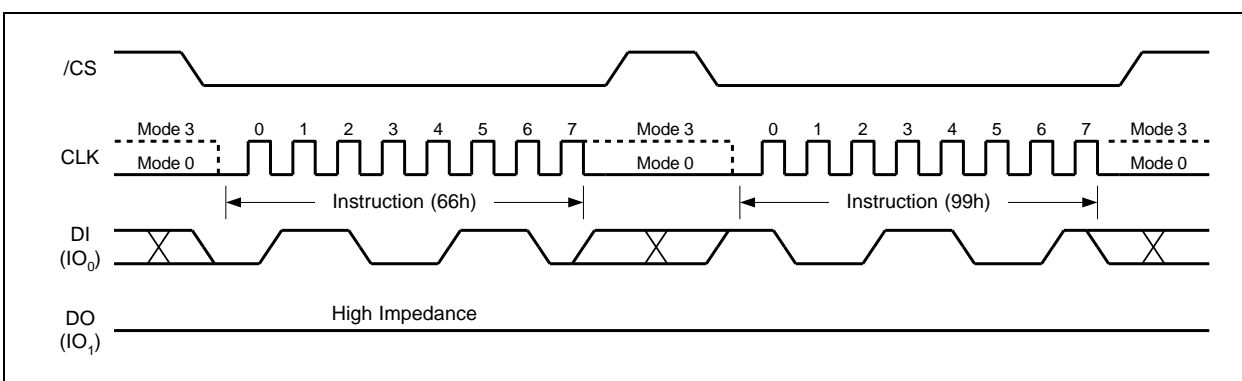 /CS
Mode 3 0 1 2 3 4 5 6 7 Mode 3 0 1 2 3 4 5 6 7 Mode 3
CLK
Mode 0 Mode 0 Mode 0
Instruction (66h) Instruction (99h)
DI
(IO₀)
High Impedance
DO
(IO₁)